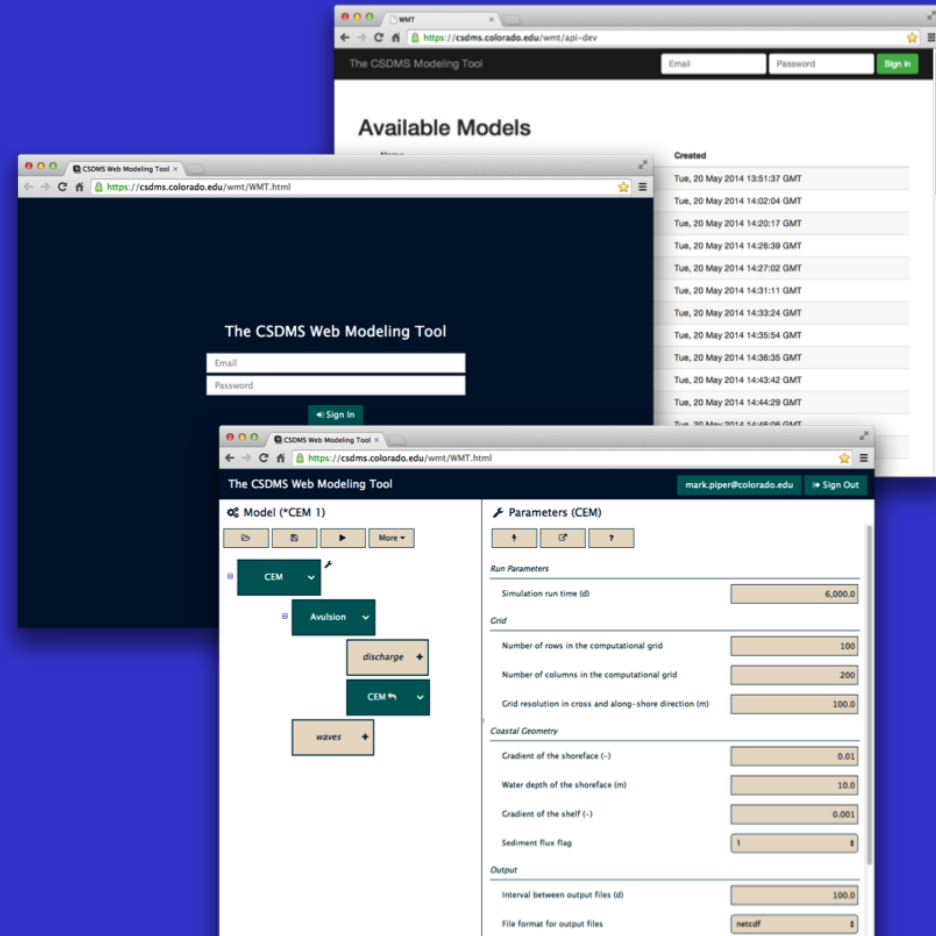 WMT
https://csdms.colorado.edu/wmt/api-dev
The CSDMS Modeling Tool
Email
Password
Sign in
Available Models
Name
Created
Tue, 20 May 2014 13:51:37 GMT
Tue, 20 May 2014 14:02:04 GMT
Tue, 20 May 2014 14:20:17 GMT
Tue, 20 May 2014 14:26:39 GMT
Tue, 20 May 2014 14:27:02 GMT
Tue, 20 May 2014 14:31:11 GMT
Tue, 20 May 2014 14:33:24 GMT
Tue, 20 May 2014 14:35:54 GMT
Tue, 20 May 2014 14:36:35 GMT
Tue, 20 May 2014 14:43:42 GMT
Tue, 20 May 2014 14:44:29 GMT
Tue, 20 May 2014 14:46:06 GMT
CSDMS Web Modeling Tool
https://csdms.colorado.edu/wmt/WMT.html
The CSDMS Web Modeling Tool
Email
Password
Sign In
CSDMS Web Modeling Tool
https://csdms.colorado.edu/wmt/WMT.html
The CSDMS Web Modeling Tool
mark.piper@colorado.edu
Sign Out
Model (*CEM 1)
More
CEM
Avulsion
discharge +
CEM
waves +
Parameters (CEM)
?
Run Parameters
Simulation run time (d) 6,000.0
Grid
Number of rows in the computational grid 100
Number of columns in the computational grid 200
Grid resolution in cross and along-shore direction (m) 100.0
Coastal Geometry
Gradient of the shoreface (-) 0.01
Water depth of the shoreface (m) 10.0
Gradient of the shelf (-) 0.001
Sediment flux flag 1
Output
Interval between output files (d) 100.0
File format for output files netcdf